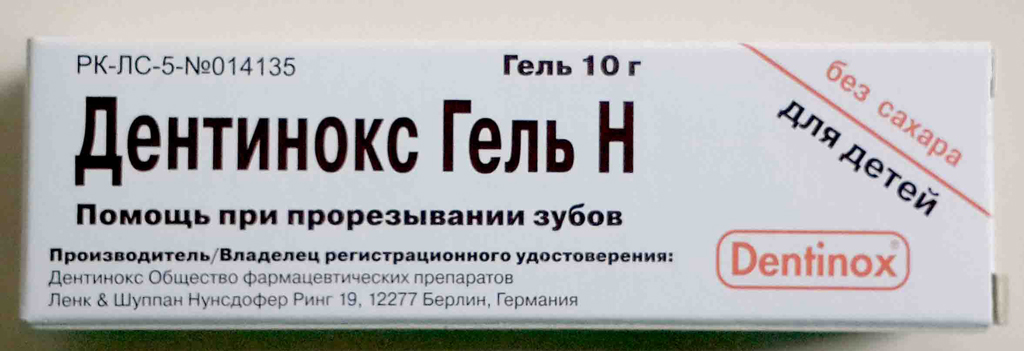 РК-ЛС-5-№014135
Гель 10 г
без сахара
для детей
Дентинокс Гель Н
Помощь при прорезывании зубов
Производитель/Владелец регистрационного удостоверения:
Дентинокс Общество фармацевтических препаратов
Ленк & Шуппан Нунсдофер Ринг 19, 12277 Берлин, Германия
Dentinox®